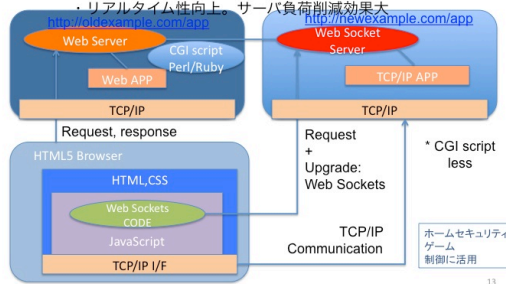 ・リアルタイム性向上。サーバ負荷削減効果大
http://oldexample.com/app
http://newexample.com/app
Web Server
CGI script
Perl/Ruby
Web APP
TCP/IP
Web Socket
Server
TCP/IP APP
TCP/IP
Request, response
Request
+
Upgrade:
Web Sockets
* CGI script
less
HTML5 Browser
HTML,CSS
Web Sockets
CODE
JavaScript
TCP/IP I/F
TCP/IP
Communication
ホームセキュリティ
ゲーム
制御に活用
13